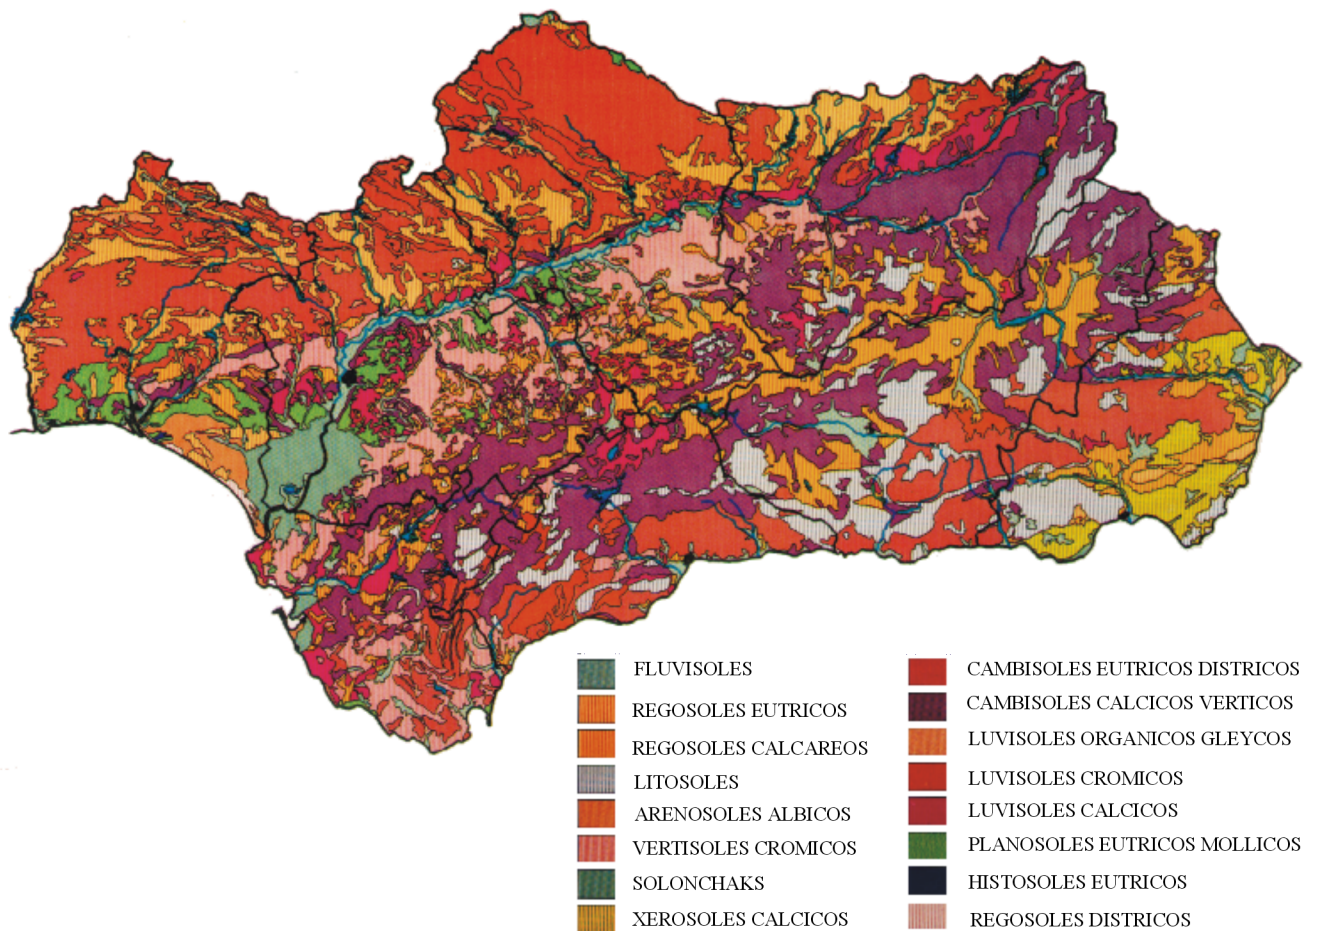 FLUVISOLES
REGOSOLES EUTRICOS
REGOSOLES CALCAREOS
LITOSOLES
ARENOSOLES ALBICOS
VERTISOLES CROMICOS
SOLONCHAKS
XEROSOLES CALCICOS
CAMBISOLES EUTRICOS DISTRICOS
CAMBISOLES CALCICOS VERTICOS
LUVISOLES ORGANICOS GLEYCOS
LUVISOLES CROMICOS
LUVISOLES CALCICOS
PLANOSOLES EUTRICOS MOLLICOS
HISTOSOLES EUTRICOS
REGOSOLES DISTRICOS